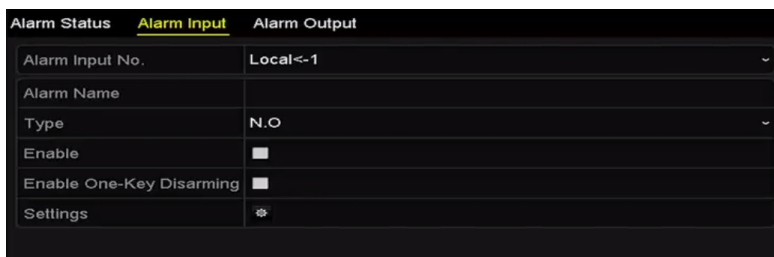 Alarm Status Alarm Input Alarm Output
Alarm Input No. Local<-1
Alarm Name
Type N.O
Enable
Enable One-Key Disarming
Settings